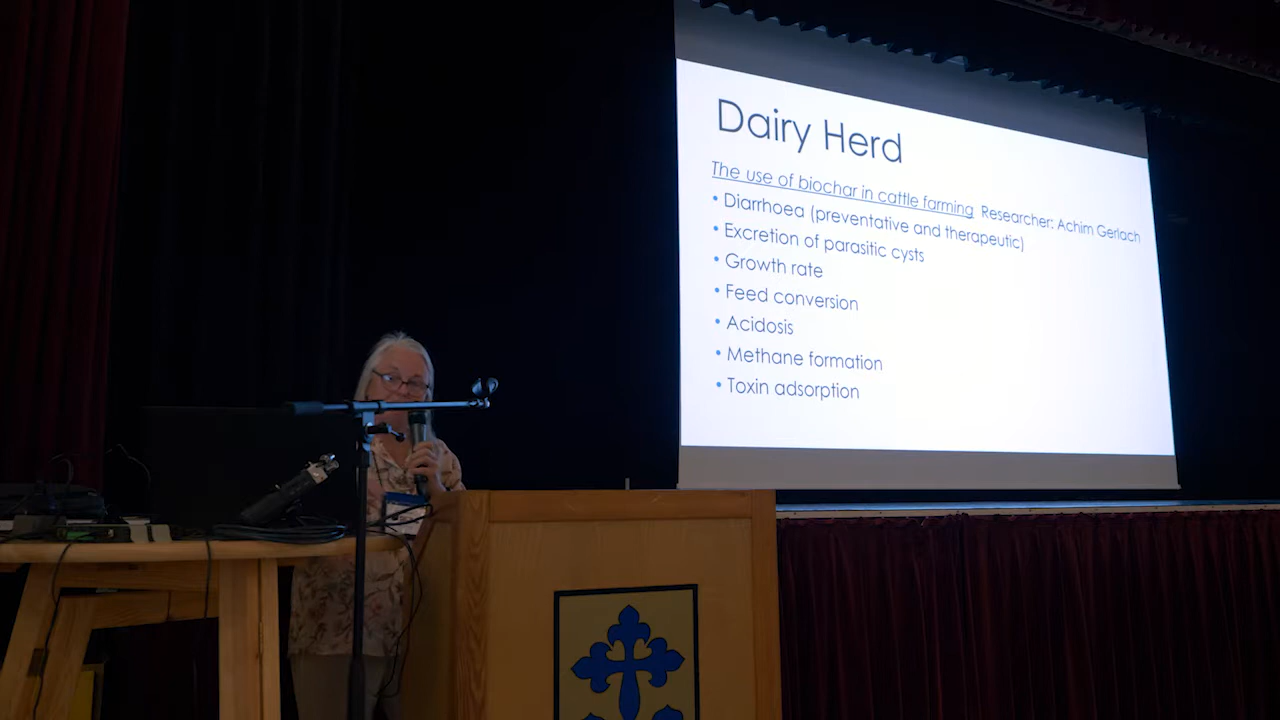 Dairy Herd
The use of biochar in cattle farming Researcher: Achim Gerlach
• Diarrhoea (preventative and therapeutic)
• Excretion of parasitic cysts
• Growth rate
• Feed conversion
• Acidosis
• Methane formation
• Toxin adsorption